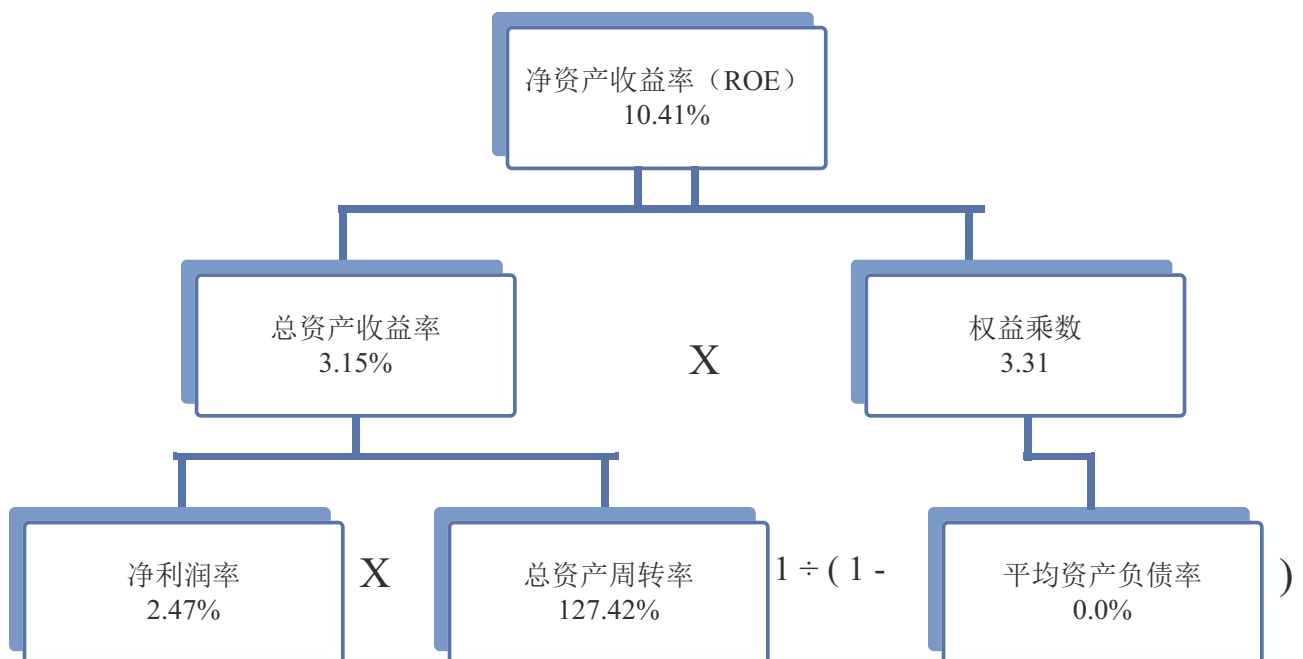 净资产收益率（ROE）
10.41%
总资产收益率
3.15%
X
权益乘数
3.31
净利润率
2.47%
X
总资产周转率
127.42%
1 ÷ ( 1 -
平均资产负债率
0.0%
)